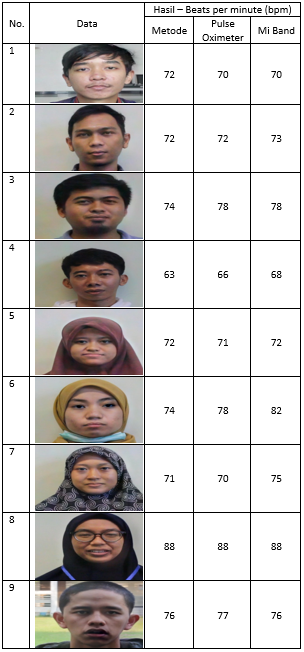 No. Data Hasil – Beats per minute (bpm)
Metode Pulse Oximeter Mi Band
1 72 70 70
2 72 72 73
3 74 78 78
4 63 66 68
5 72 71 72
6 74 78 82
7 71 70 75
8 88 88 88
9 76 77 76